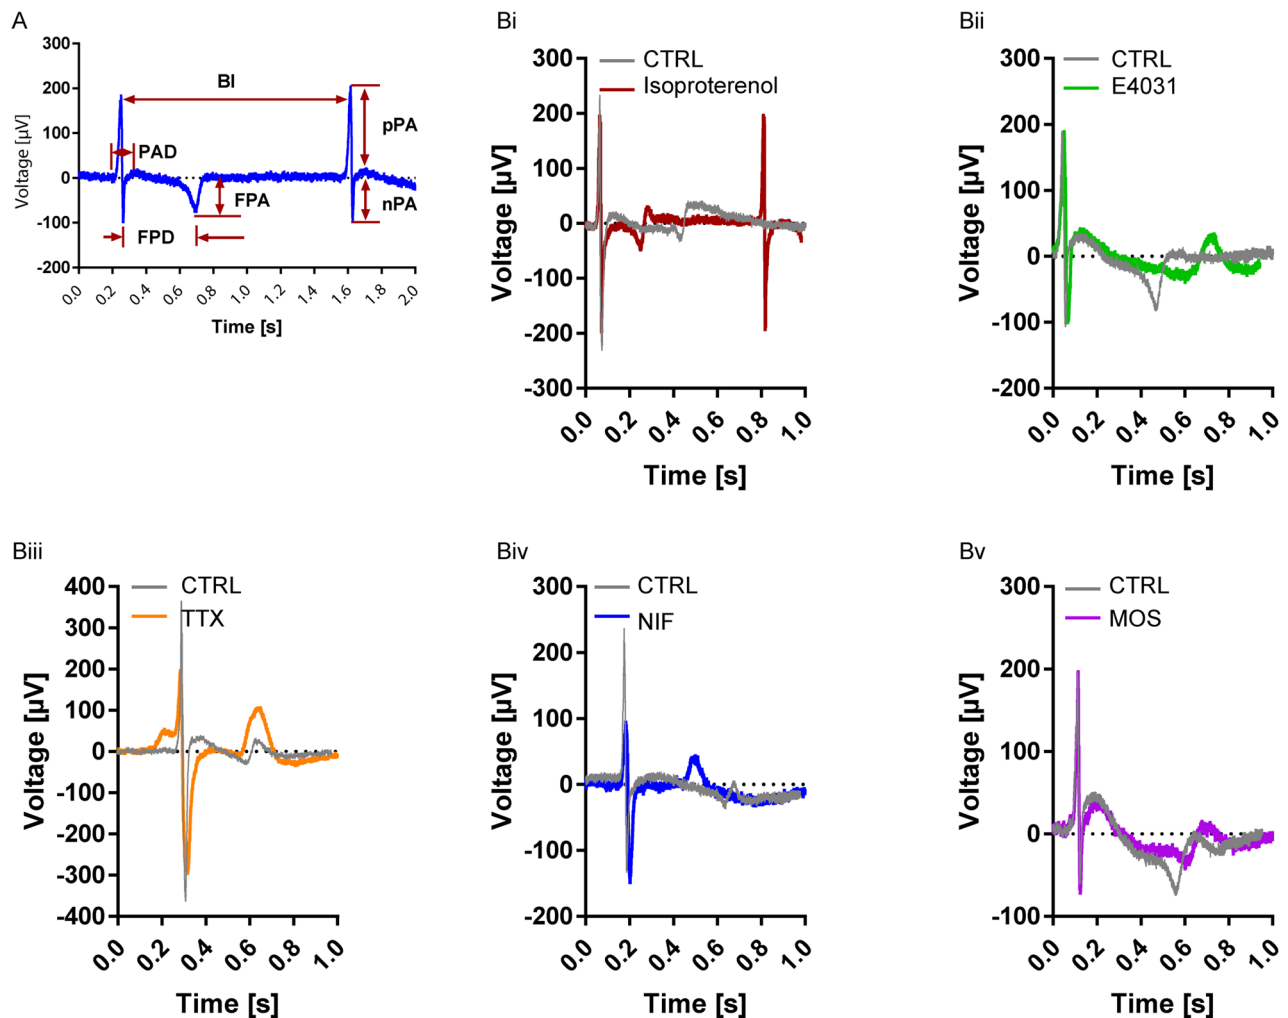 A
Voltage [µV]
300
200
100
0
-100
-200
BI
PAD
FPA
FPD
pPA
nPA
0.0
0.2
0.4
0.6
0.8
1.0
1.2
1.4
1.6
1.8
2.0
Time [s]
Bi
CTRL
Isoproterenol
Voltage [µV]
300
200
100
0
-100
-200
-300
0.0
0.2
0.4
0.6
0.8
1.0
Time [s]
Bii
CTRL
E4031
Voltage [µV]
300
200
100
0
-100
-200
0.0
0.2
0.4
0.6
0.8
1.0
Time [s]
Biii
CTRL
TTX
Voltage [µV]
400
300
200
100
0
-100
-200
-300
-400
0.0
0.2
0.4
0.6
0.8
1.0
Time [s]
Biv
CTRL
NIF
Voltage [µV]
300
200
100
0
-100
-200
0.0
0.2
0.4
0.6
0.8
1.0
Time [s]
Bv
CTRL
MOS
Voltage [µV]
300
200
100
0
-100
0.0
0.2
0.4
0.6
0.8
1.0
Time [s]